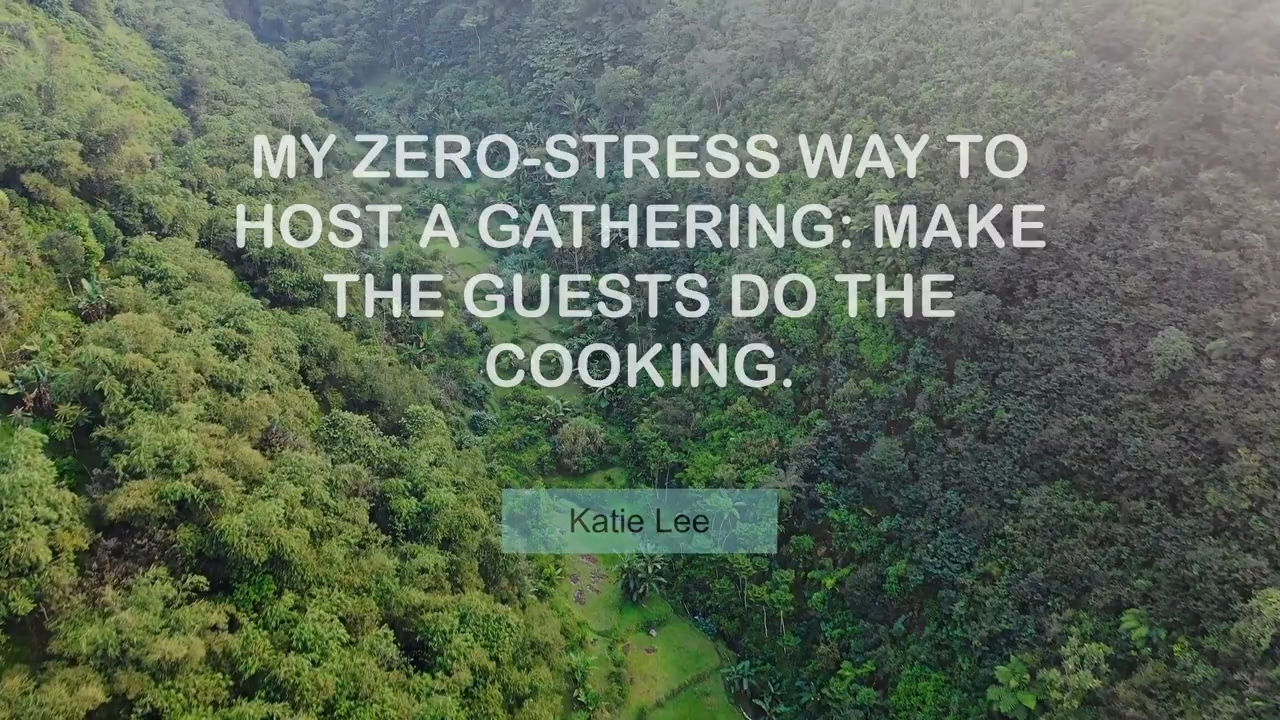 MY ZERO-STRESS WAY TO
HOST A GATHERING: MAKE
THE GUESTS DO THE
COOKING.
Katie Lee